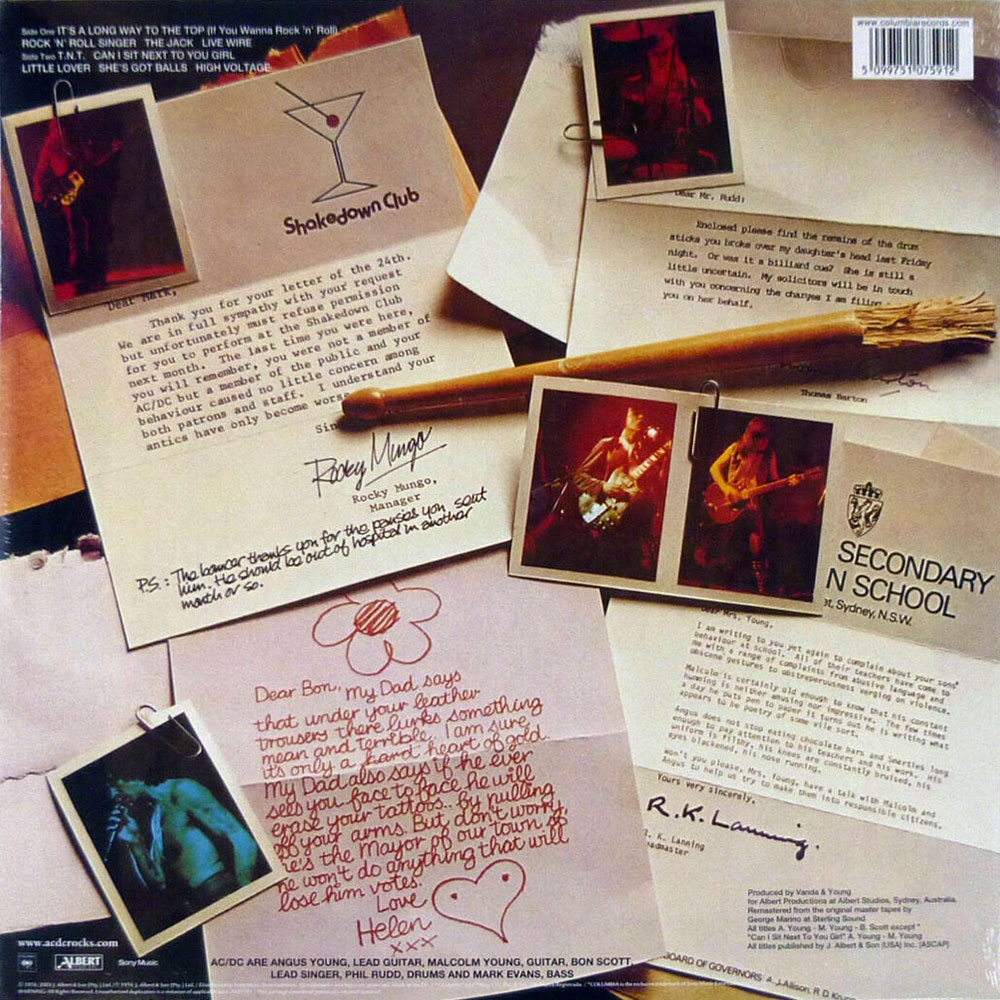 Side One IT'S A LONG WAY TO THE TOP (If You Wanna Rock 'n' Roll)
ROCK 'N' ROLL SINGER THE JACK LIVE WIRE
Side Two T.N.T. CAN I SIT NEXT TO YOU GIRL
LITTLE LOVER SHE'S GOT BALLS HIGH VOLTAGE
www.columbiarecords.com
5 099751 075912
Shakedown Club
Dear Mark,
Thank you for your letter of the 24th.
We are in full sympathy with your request
but unfortunately must refuse permission
for you to perform at the Shakedown Club
next month. The last time you were here,
you will remember, you were not a member of
AC/DC but a member of the public and your
behaviour caused no little concern among
both patrons and staff. I understand your
antics have only become worse
Sin
Rocky Mungo
Rocky Mungo,
Manager
P.S.: The bouncer thanks you for the pansies you sent
him. He should be out of hospital in another
month or so.
Dear Mr. Rudd:
Enclosed please find the remains of the drum
sticks you broke over my daughter's head last Friday
night. Or was it a billiard cue? She is still a
little uncertain. My solicitors will be in touch
with you concerning the charges I am filing
you on her behalf.
Thomas Barton
SECONDARY
N SCHOOL
et, Sydney, N.S.W.
Dear Mrs. Young,
I am writing to you yet again to complain about your sons'
behaviour at school. All of their teachers have come to
me with a range of complaints from abusive language and
obscene gestures to obstreperousness verging on violence.
Malcolm is certainly old enough to know that his constant
humming is neither amusing nor impressive. The few times
a day he puts pen to paper it turns out he is writing what
appears to be poetry of some vile sort.
Angus does not stop eating chocolate bars and Smarties long
enough to pay attention to his teachers and his work. His
uniform is filthy, his knees are constantly bruised, his
eyes blackened, his nose running.
Won't you please, Mrs. Young, have a talk with Malcolm and
Angus to help us try to make them into responsible citizens.
Yours very sincerely,
R.K. Lanning.
R. K. Lanning
eadmaster
Dear Bon, My Dad says
that under your leather
trousers there lurks something
mean and terrible. I am sure
it's only a hard heart of gold.
My Dad also says if he ever
sees you face to face he will
erase your tattoos.. by pulling
off your arms. But, don't worry,
he's the Mayor of our town, &
he won't do anything that will
lose him votes.
Love
Helen
xxx
Produced by Vanda & Young
for Albert Productions at Albert Studios, Sydney, Australia.
Remastered from the original master tapes by
George Marino at Sterling Sound
All titles A. Young - M. Young - B. Scott except *
"Can I Sit Next To You Girl" A. Young - M. Young
All titles published by J. Albert & Son (USA) Inc. (ASCAP)
BOARD OF GOVERNORS: A.J. Allison, R. D. Kn
www.acdcrocks.com
ALBERT
Sony Music
AC/DC ARE ANGUS YOUNG, LEAD GUITAR, MALCOLM YOUNG, GUITAR, BON SCOTT,
LEAD SINGER, PHIL RUDD, DRUMS AND MARK EVANS, BASS